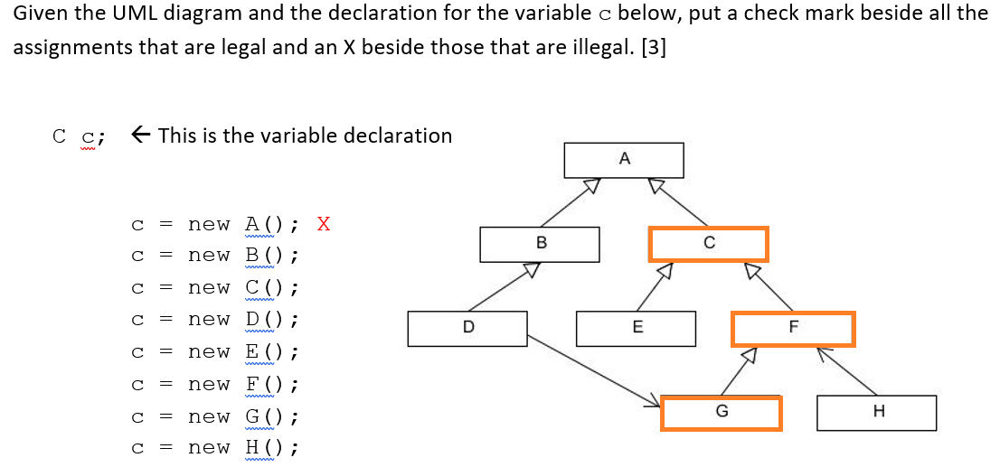 Given the UML diagram and the declaration for the variable c below, put a check mark beside all the
assignments that are legal and an X beside those that are illegal. [3]
C c; ← This is the variable declaration
A
c = new A(); X
c = new B();
B
C
c = new C();
c = new D();
D
E
F
c = new E();
c = new F();
c = new G();
G
H
c = new H();